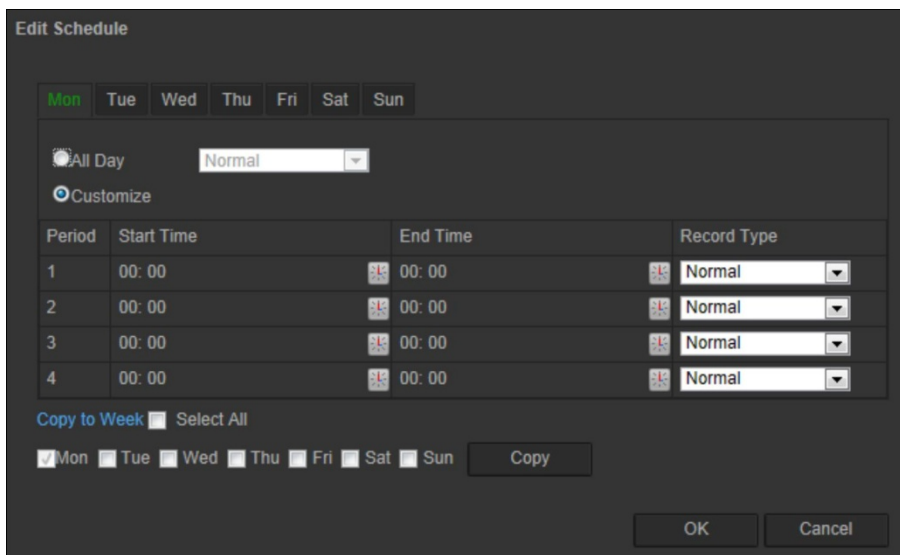 Edit Schedule
Mon Tue Wed Thu Fri Sat Sun
All Day Normal
Customize
Period Start Time End Time Record Type
1 00: 00 00: 00 Normal
2 00: 00 00: 00 Normal
3 00: 00 00: 00 Normal
4 00: 00 00: 00 Normal
Copy to Week Select All
Mon Tue Wed Thu Fri Sat Sun Copy
OK Cancel